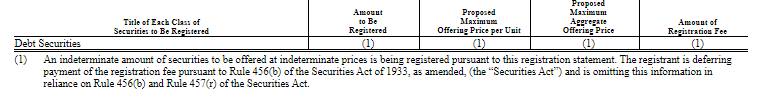 Title of Each Class of
Securities to Be Registered
Amount
to Be
Registered
Proposed
Maximum
Offering Price per Unit
Proposed
Maximum
Aggregate
Offering Price
Amount of
Registration Fee
Debt Securities (1) (1) (1) (1)
(1) An indeterminate amount of securities to be offered at indeterminate prices is being registered pursuant to this registration statement. The registrant is deferring
payment of the registration fee pursuant to Rule 456(b) of the Securities Act of 1933, as amended, (the “Securities Act”) and is omitting this information in
reliance on Rule 456(b) and Rule 457(r) of the Securities Act.